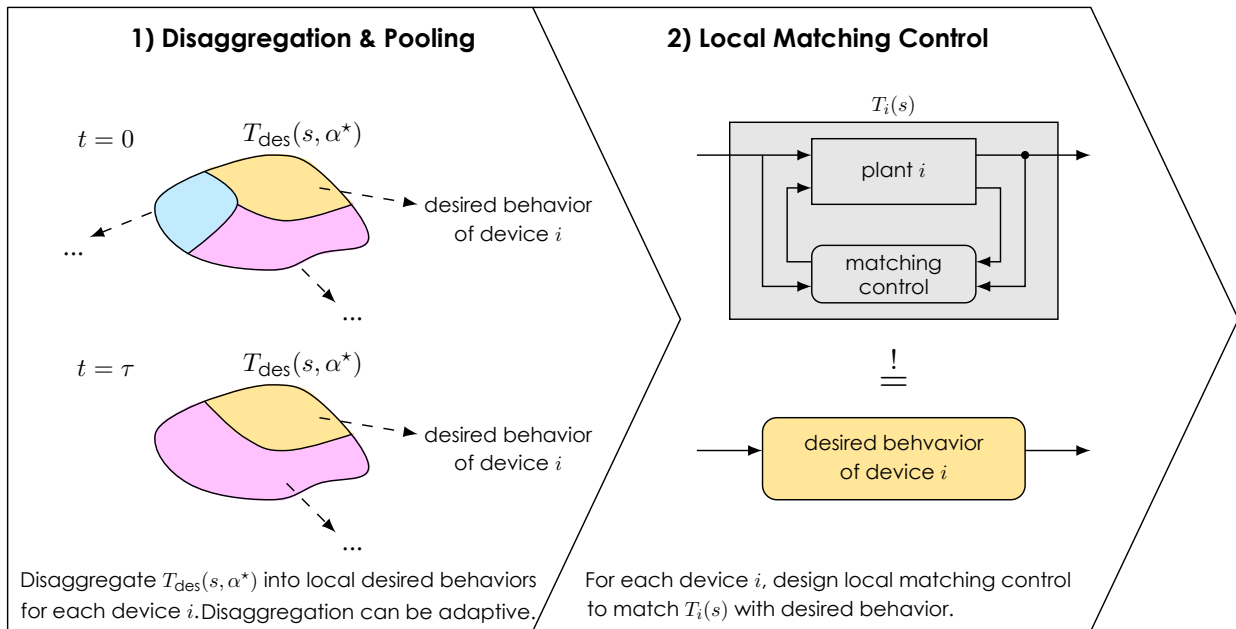 1) Disaggregation & Pooling
t = 0
T_des(s, α*)
desired behavior
of device i
...
...
t = τ
T_des(s, α*)
desired behavior
of device i
...
Disaggregate T_des(s, α*) into local desired behaviors
for each device i. Disaggregation can be adaptive.
2) Local Matching Control
T_i(s)
plant i
matching
control
!
=
desired behvavior
of device i
For each device i, design local matching control
to match T_i(s) with desired behavior.